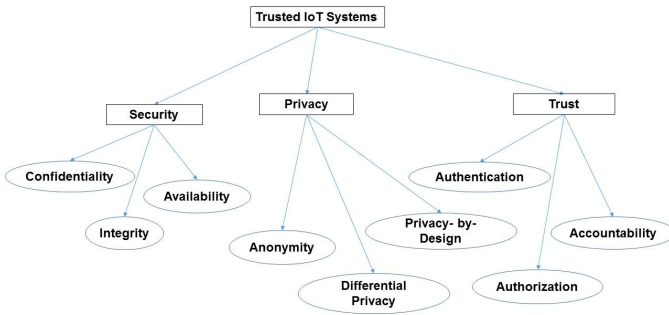 Trusted IoT Systems
Security
Privacy
Trust
Confidentiality
Availability
Integrity
Anonymity
Differential
Privacy
Privacy- by-
Design
Authentication
Authorization
Accountability